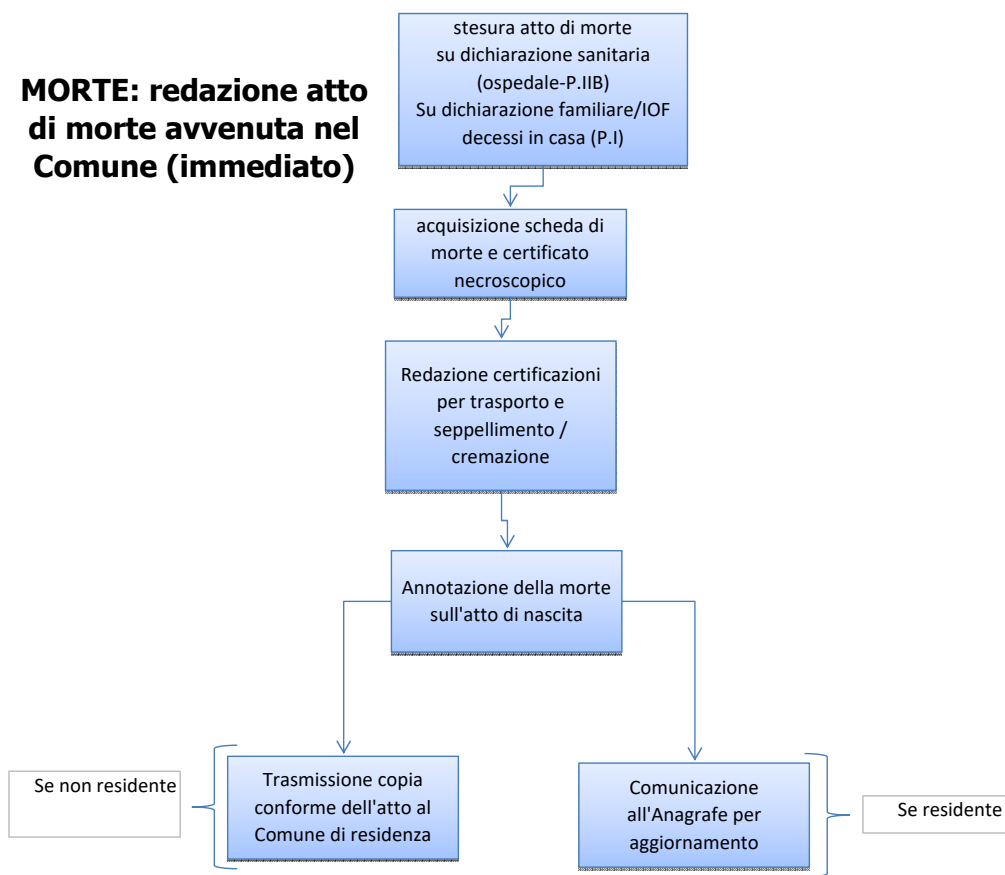 MORTE: redazione atto
di morte avvenuta nel
Comune (immediato)
stesura atto di morte
su dichiarazione sanitaria
(ospedale-P.IIB)
Su dichiarazione familiare/IOF
decessi in casa (P.I)
acquisizione scheda di
morte e certificato
necroscopico
Redazione certificazioni
per trasporto e
seppellimento /
cremazione
Annotazione della morte
sull'atto di nascita
Se non residente
Trasmissione copia
conforme dell'atto al
Comune di residenza
Comunicazione
all'Anagrafe per
aggiornamento
Se residente